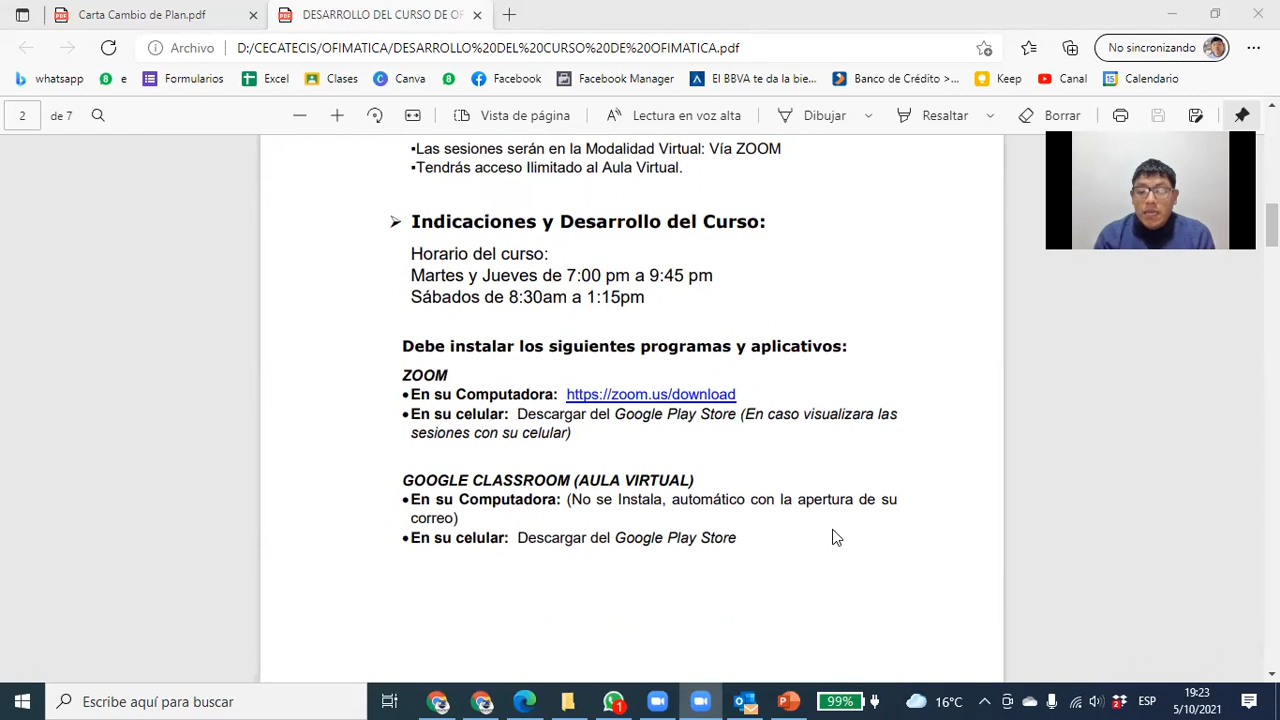 Carta Cambio de Plan.pdf
DESARROLLO DEL CURSO DE OF
Archivo
D:/CECATECIS/OFIMATICA/DESARROLLO%20DEL%20CURSO%20DE%20OFIMATICA.pdf
No sincronizando
whatsapp
e
Formularios
Excel
Clases
Canva
Facebook
Facebook Manager
El BBVA te da la bie...
Banco de Crédito >...
Keep
Canal
Calendario
2
de 7
Vista de página
Lectura en voz alta
Dibujar
Resaltar
Borrar
▪Las sesiones serán en la Modalidad Virtual: Vía ZOOM
▪Tendrás acceso Ilimitado al Aula Virtual.
➢ Indicaciones y Desarrollo del Curso:
Horario del curso:
Martes y Jueves de 7:00 pm a 9:45 pm
Sábados de 8:30am a 1:15pm
Debe instalar los siguientes programas y aplicativos:
ZOOM
•En su Computadora: https://zoom.us/download
•En su celular: Descargar del Google Play Store (En caso visualizara las
sesiones con su celular)
GOOGLE CLASSROOM (AULA VIRTUAL)
•En su Computadora: (No se Instala, automático con la apertura de su
correo)
•En su celular: Descargar del Google Play Store
Escribe aquí para buscar
1
99%
16°C
ESP
19:23
5/10/2021